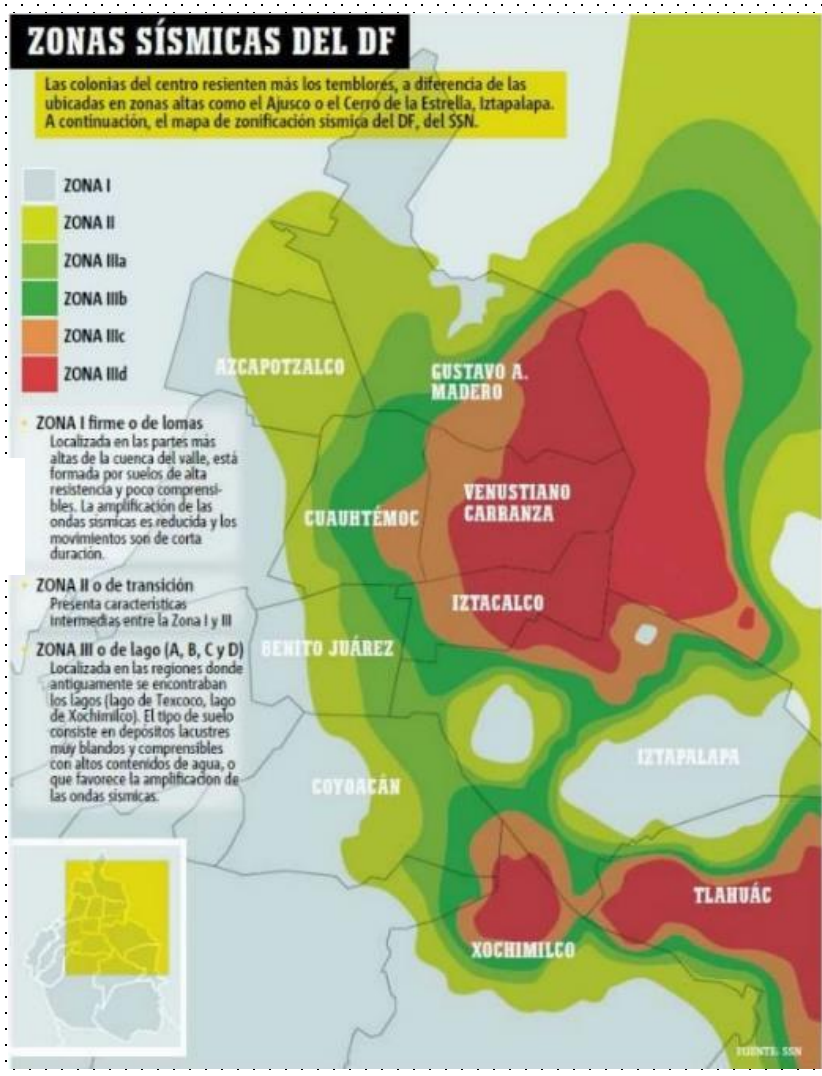 ZONAS SÍSMICAS DEL DF
Las colonias del centro resienten más los temblores, a diferencia de las
ubicadas en zonas altas como el Ajusco o el Cerro de la Estrella, Iztapalapa.
A continuación, el mapa de zonificación sísmica del DF, del SSN.
ZONA I
ZONA II
ZONA IIIa
ZONA IIIb
ZONA IIIc
ZONA IIId
ZONA I firme o de lomas
Localizada en las partes más
altas de la cuenca del valle, está
formada por suelos de alta
resistencia y poco comprensi-
bles. La amplificación de las
ondas sísmicas es reducida y los
movimientos son de corta
duración.
ZONA II o de transición
Presenta características
intermedias entre la Zona I y III
ZONA III o de lago (A, B, C y D)
Localizada en las regiones donde
antiguamente se encontraban
los lagos (lago de Texcoco, lago
de Xochimilco). El tipo de suelo
consiste en depósitos lacustres
muy blandos y comprensibles
con altos contenidos de agua, o
que favorece la amplificación de
las ondas sísmicas.
AZCAPOTZALCO
GUSTAVO A.
MADERO
CUAUHTÉMOC
VENUSTIANO
CARRANZA
IZTACALCO
BENITO JUÁREZ
IZTAPALAPA
COYOACÁN
TLAHUÁC
XOCHIMILCO
FUENTE: SSN